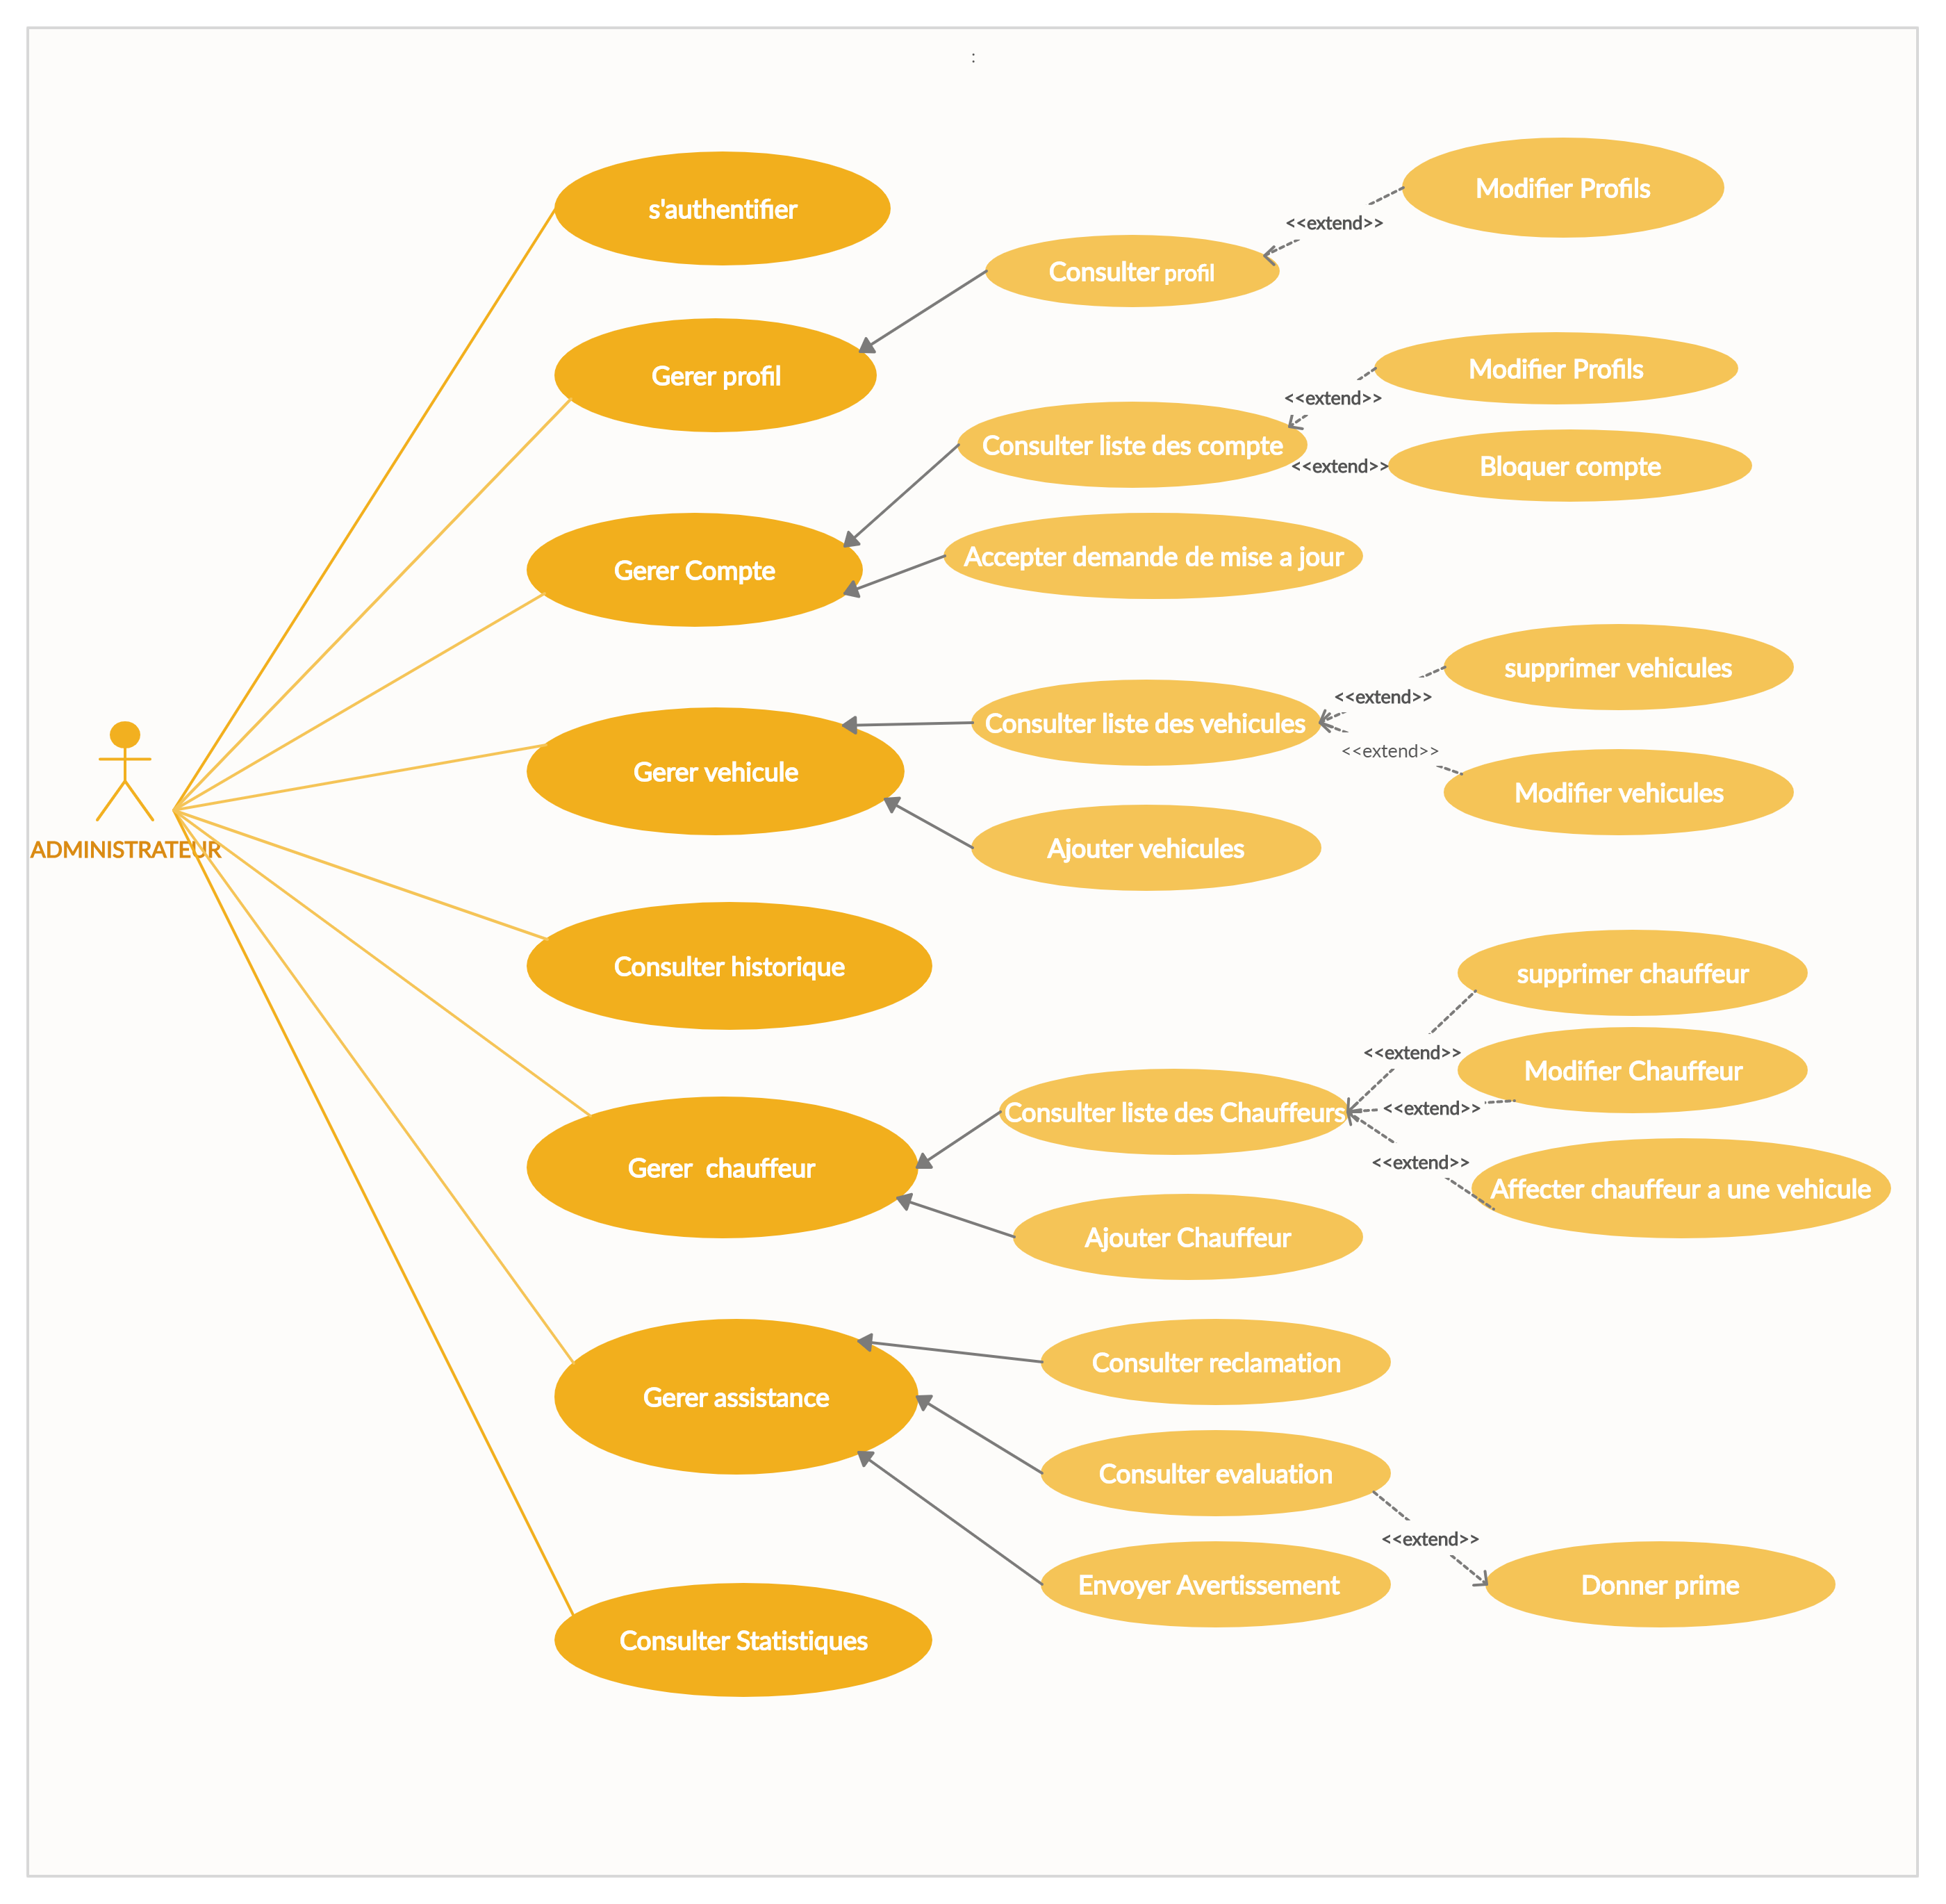 :
s'authentifier
Modifier Profils
<<extend>>
Consulter profil
Gerer profil
Modifier Profils
<<extend>>
Consulter liste des compte
<<extend>>
Bloquer compte
Gerer Compte
Accepter demande de mise a jour
supprimer vehicules
<<extend>>
Consulter liste des vehicules
<<extend>>
Gerer vehicule
Modifier vehicules
Ajouter vehicules
ADMINISTRATEUR
Consulter historique
supprimer chauffeur
<<extend>>
Modifier Chauffeur
Consulter liste des Chauffeurs
<<extend>>
<<extend>>
Gerer  chauffeur
Affecter chauffeur a une vehicule
Ajouter Chauffeur
Consulter reclamation
Gerer assistance
Consulter evaluation
<<extend>>
Envoyer Avertissement
Donner prime
Consulter Statistiques